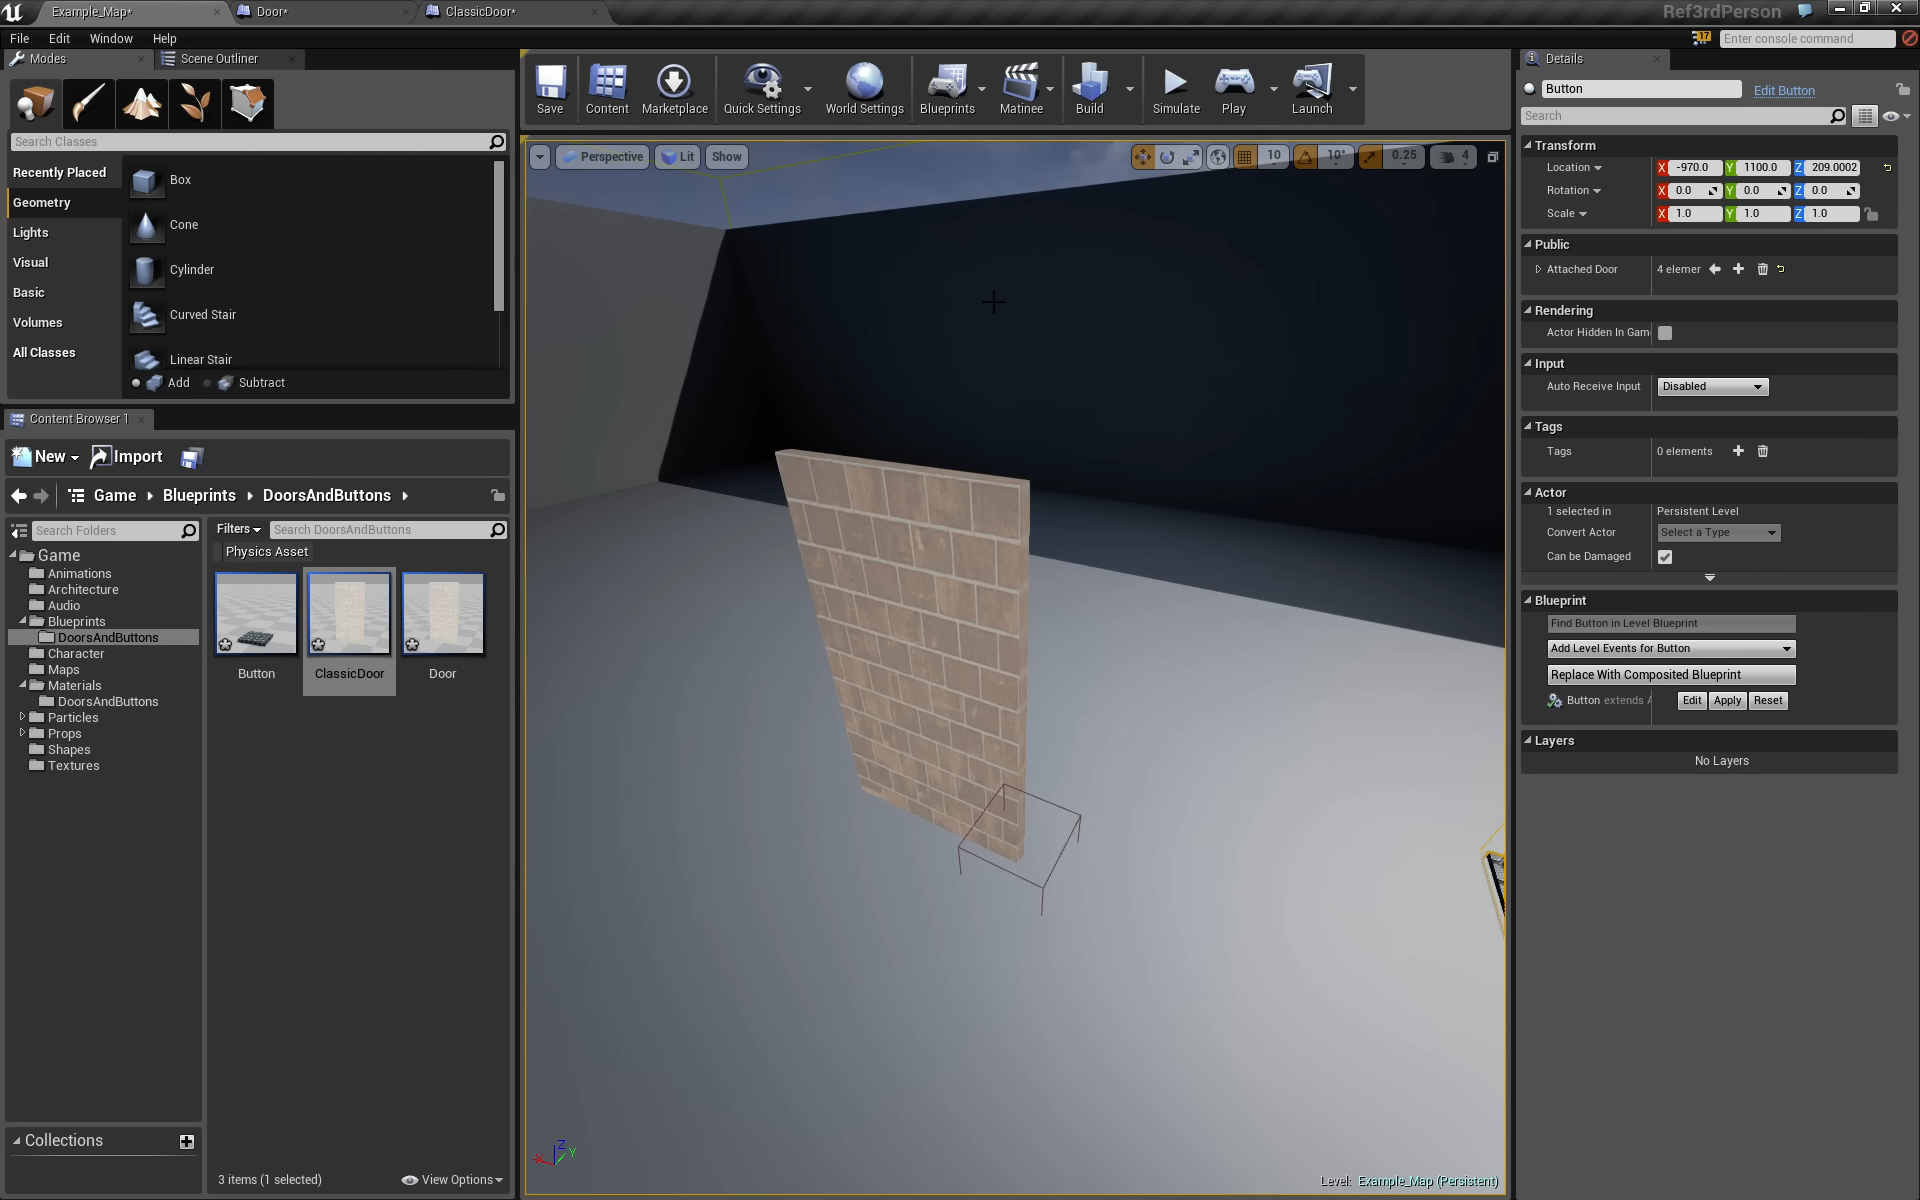 Example_Map*
Door*
ClassicDoor*
Ref3rdPerson
File Edit Window Help
17
Enter console command
Modes
Scene Outliner
Search Classes
Recently Placed
Geometry
Lights
Visual
Basic
Volumes
All Classes
Box
Cone
Cylinder
Curved Stair
Linear Stair
Add Subtract
Content Browser 1
New Import
Game Blueprints DoorsAndButtons
Search Folders
Game
Animations
Architecture
Audio
Blueprints
DoorsAndButtons
Character
Maps
Materials
DoorsAndButtons
Particles
Props
Shapes
Textures
Collections
Filters Search DoorsAndButtons
Physics Asset
Button ClassicDoor Door
3 items (1 selected) View Options
Save Content Marketplace Quick Settings World Settings Blueprints Matinee Build Simulate Play Launch
Perspective Lit Show 10 10° 0.25 4
X Z Y
Level: Example_Map (Persistent)
Details
Button Edit Button
Search
Transform
Location X -970.0 Y 1100.0 Z 209.0002
Rotation X 0.0 Y 0.0 Z 0.0
Scale X 1.0 Y 1.0 Z 1.0
Public
Attached Door 4 elemer
Rendering
Actor Hidden In Gam
Input
Auto Receive Input Disabled
Tags
Tags 0 elements
Actor
1 selected in Persistent Level
Convert Actor Select a Type
Can be Damaged
Blueprint
Find Button in Level Blueprint
Add Level Events for Button
Replace With Composited Blueprint
Button extends A Edit Apply Reset
Layers
No Layers